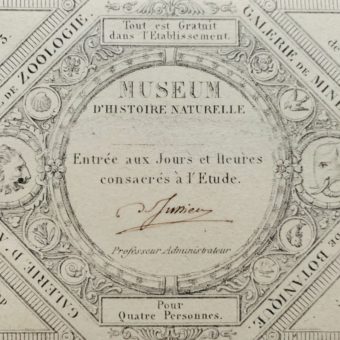 Tout est Gratuit
dans l'Etablissement.
DE ZOOLOGIE.
GALERIE DE MIN
MUSEUM
D'HISTOIRE NATURELLE
Entrée aux Jours et Heures
consacrés à l'Etude.
de Jussieu
Professeur Administrateur
GALERIE D'A
E BOTANIQUE.
Pour
Quatre Personnes.